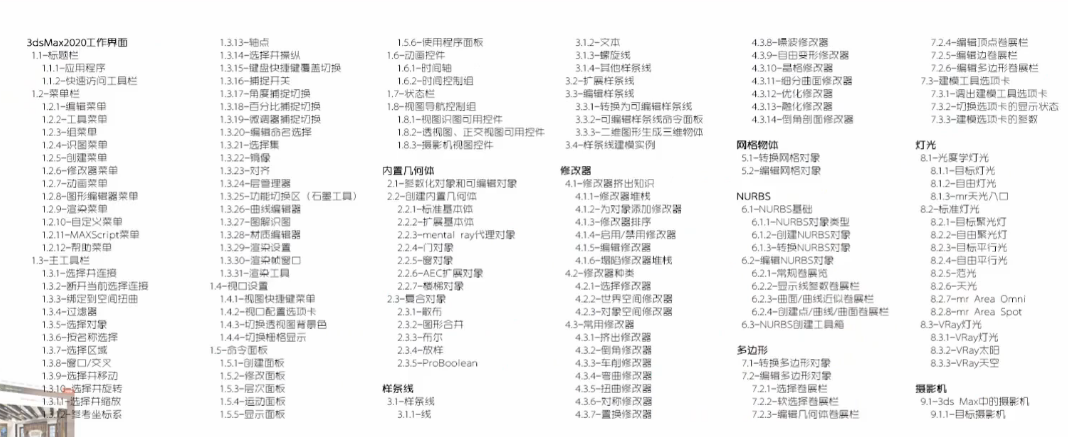 3dsMax2020工作界面
1.1-标题栏
1.1.1-应用程序
1.1.2-快速访问工具栏
1.2-菜单栏
1.2.1-编辑菜单
1.2.2-工具菜单
1.2.3-组菜单
1.2.4-识图菜单
1.2.5-创建菜单
1.2.6-修改器菜单
1.2.7-动画菜单
1.2.8-图形编辑器菜单
1.2.9-渲染菜单
1.2.10-自定义菜单
1.2.11-MAXScript菜单
1.2.12-帮助菜单
1.3-主工具栏
1.3.1-选择并连接
1.3.2-断开当前选择连接
1.3.3-绑定到空间扭曲
1.3.4-过滤器
1.3.5-选择对象
1.3.6-按名称选择
1.3.7-选择区域
1.3.8-窗口/交叉
1.3.9-选择并移动
1.3.10-选择并旋转
1.3.11-选择并缩放
1.3.12-参考坐标系
1.3.13-轴点
1.3.14-选择并操纵
1.3.15-键盘快捷键覆盖切换
1.3.16-捕捉开关
1.3.17-角度捕捉切换
1.3.18-百分比捕捉切换
1.3.19-微调器捕捉切换
1.3.20-编辑命名选择
1.3.21-选择集
1.3.22-镜像
1.3.23-对齐
1.3.24-层管理器
1.3.25-功能切换区（石墨工具）
1.3.26-曲线编辑器
1.3.27-图解识图
1.3.28-材质编辑器
1.3.29-渲染设置
1.3.30-渲染帧窗口
1.3.31-渲染工具
1.4-视口设置
1.4.1-视图快捷键菜单
1.4.2-视口配置选项卡
1.4.3-切换透视图背景色
1.4.4-切换栅格显示
1.5-命令面板
1.5.1-创建面板
1.5.2-修改面板
1.5.3-层次面板
1.5.4-运动面板
1.5.5-显示面板
1.5.6-使用程序面板
1.6-动画控件
1.6.1-时间轴
1.6.2-时间控制组
1.7-状态栏
1.8-视图导航控制组
1.8.1-视图识图可用控件
1.8.2-透视图、正交视图可用控件
1.8.3-摄影机视图控件
内置几何体
2.1-参数化对象和可编辑对象
2.2-创建内置几何体
2.2.1-标准基本体
2.2.2-扩展基本体
2.2.3-mental ray代理对象
2.2.4-门对象
2.2.5-窗对象
2.2.6-AEC扩展对象
2.2.7-楼梯对象
2.3-复合对象
2.3.1-散布
2.3.2-图形合并
2.3.3-布尔
2.3.4-放样
2.3.5-ProBoolean
样条线
3.1-样条线
3.1.1-线
3.1.2-文本
3.1.3-螺旋线
3.1.4-其他样条线
3.2-扩展样条线
3.3-编辑样条线
3.3.1-转换为可编辑样条线
3.3.2-可编辑样条线命令面板
3.3.3-二维图形生成三维物体
3.4-样条线建模实例
修改器
4.1-修改器挤出知识
4.1.1-修改器堆栈
4.1.2-为对象添加修改器
4.1.3-修改器排序
4.1.4-启用/禁用修改器
4.1.5-编辑修改器
4.1.6-塌陷修改器堆栈
4.2-修改器种类
4.2.1-选择修改器
4.2.2-世界空间修改器
4.2.3-对象空间修改器
4.3-常用修改器
4.3.1-挤出修改器
4.3.2-倒角修改器
4.3.3-车削修改器
4.3.4-弯曲修改器
4.3.5-扭曲修改器
4.3.6-对称修改器
4.3.7-置换修改器
4.3.8-噪波修改器
4.3.9-自由变形修改器
4.3.10-晶格修改器
4.3.11-细分曲面修改器
4.3.12-优化修改器
4.3.13-融化修改器
4.3.14-倒角剖面修改器
网格物体
5.1-转换网格对象
5.2-编辑网格对象
NURBS
6.1-NURBS基础
6.1.1-NURBS对象类型
6.1.2-创建NURBS对象
6.1.3-转换NURBS对象
6.2-编辑NURBS对象
6.2.1-常规卷展览
6.2.2-显示线参数卷展栏
6.2.3-曲面/曲线近似卷展栏
6.2.4-创建点/曲线/曲面卷展栏
6.3-NURBS创建工具箱
多边形
7.1-转换多边形对象
7.2-编辑多边形对象
7.2.1-选择卷展栏
7.2.2-软选择卷展栏
7.2.3-编辑几何体卷展栏
7.2.4-编辑顶点卷展栏
7.2.5-编辑边卷展栏
7.2.6-编辑多边形卷展栏
7.3-建模工具选项卡
7.3.1-调出建模工具选项卡
7.3.2-切换选项卡的显示状态
7.3.3-建模选项卡的参数
灯光
8.1-光度学灯光
8.1.1-目标灯光
8.1.2-自由灯光
8.1.3-mr天光入口
8.2-标准灯光
8.2.1-目标聚光灯
8.2.2-自由聚光灯
8.2.3-目标平行光
8.2.4-自由平行光
8.2.5-范光
8.2.6-天光
8.2.7-mr Area Omni
8.2.8-mr Area Spot
8.3-VRay灯光
8.3.1-VRay灯光
8.3.2-VRay太阳
8.3.3-VRay天空
摄影机
9.1-3ds Max中的摄影机
9.1.1-目标摄影机